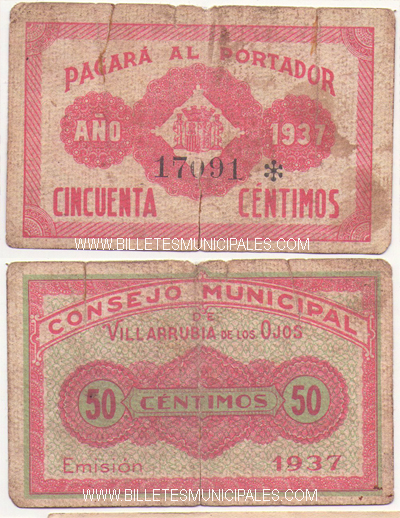 PAGARÁ AL PORTADOR
AÑO 1937
17091 *
CINCUENTA CÉNTIMOS
WWW.BILLETESMUNICIPALES.COM
CONSEJO MUNICIPAL
DE
VILLARRUBIA DE LOS OJOS
50 CÉNTIMOS 50
Emisión 1937
WWW.BILLETESMUNICIPALES.COM